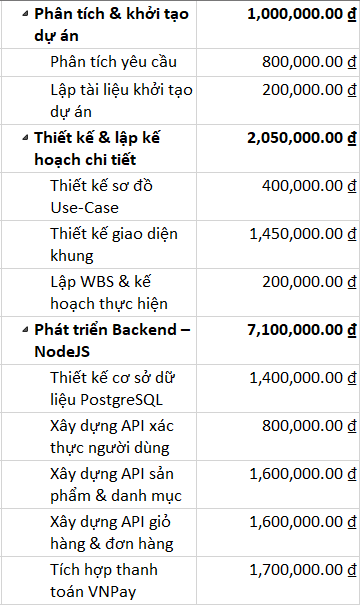 Phân tích & khởi tạo 1,000,000.00 ₫
dự án
Phân tích yêu cầu 800,000.00 ₫
Lập tài liệu khởi tạo 200,000.00 ₫
dự án
Thiết kế & lập kế 2,050,000.00 ₫
hoạch chi tiết
Thiết kế sơ đồ 400,000.00 ₫
Use-Case
Thiết kế giao diện 1,450,000.00 ₫
khung
Lập WBS & kế 200,000.00 ₫
hoạch thực hiện
Phát triển Backend – 7,100,000.00 ₫
NodeJS
Thiết kế cơ sở dữ 1,400,000.00 ₫
liệu PostgreSQL
Xây dựng API xác 800,000.00 ₫
thực người dùng
Xây dựng API sản 1,600,000.00 ₫
phẩm & danh mục
Xây dựng API giỏ 1,600,000.00 ₫
hàng & đơn hàng
Tích hợp thanh 1,700,000.00 ₫
toán VNPay